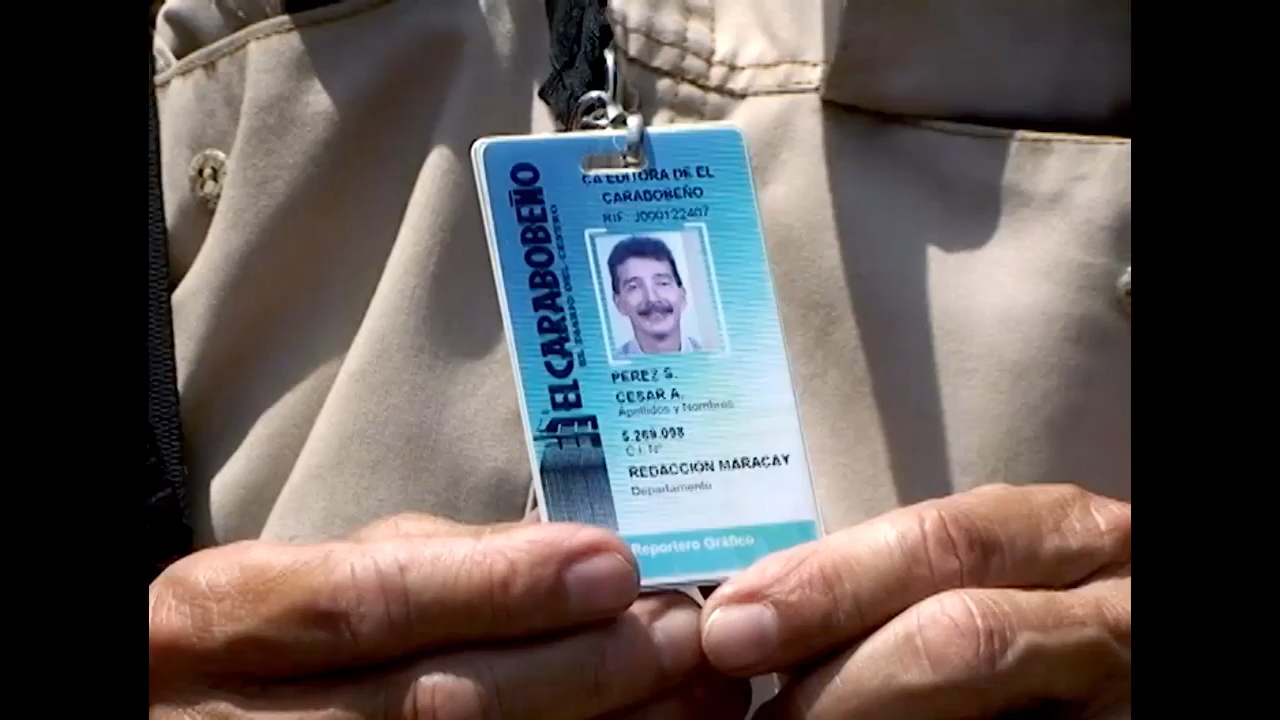 EL CARABOBEÑO
EL DIARIO DEL CENTRO
CA EDITORA DE EL
CARABOBEÑO
RIF: J000122407
PEREZ S.
CESAR A.
Apellidos y Nombres
5.269.098
C.I. Nº
REDACCION MARACAY
Departamento
Reportero Gráfico